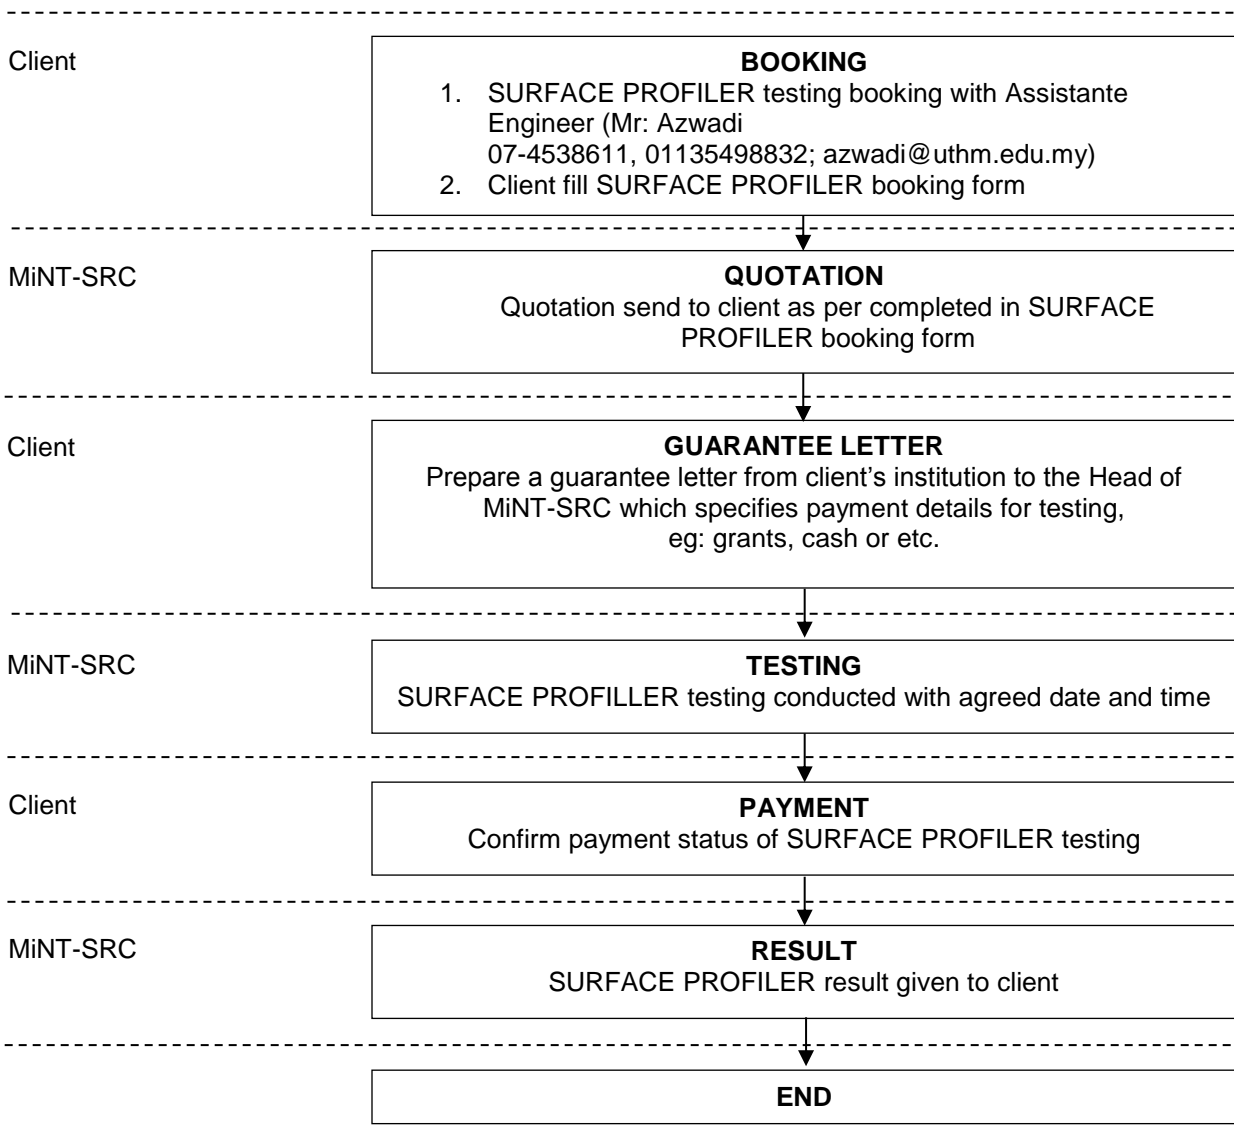 Client
BOOKING
1. SURFACE PROFILER testing booking with Assistante
Engineer (Mr: Azwadi
07-4538611, 01135498832; azwadi@uthm.edu.my)
2. Client fill SURFACE PROFILER booking form
MiNT-SRC
QUOTATION
Quotation send to client as per completed in SURFACE
PROFILER booking form
Client
GUARANTEE LETTER
Prepare a guarantee letter from client’s institution to the Head of
MiNT-SRC which specifies payment details for testing,
eg: grants, cash or etc.
MiNT-SRC
TESTING
SURFACE PROFILLER testing conducted with agreed date and time
Client
PAYMENT
Confirm payment status of SURFACE PROFILER testing
MiNT-SRC
RESULT
SURFACE PROFILER result given to client
END